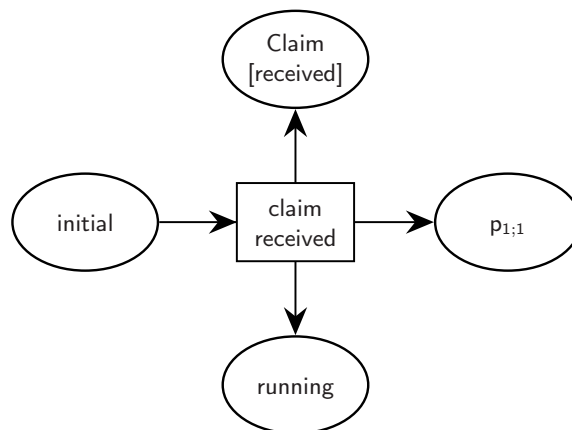 Claim
[received]
initial
claim
received
p1;1
running